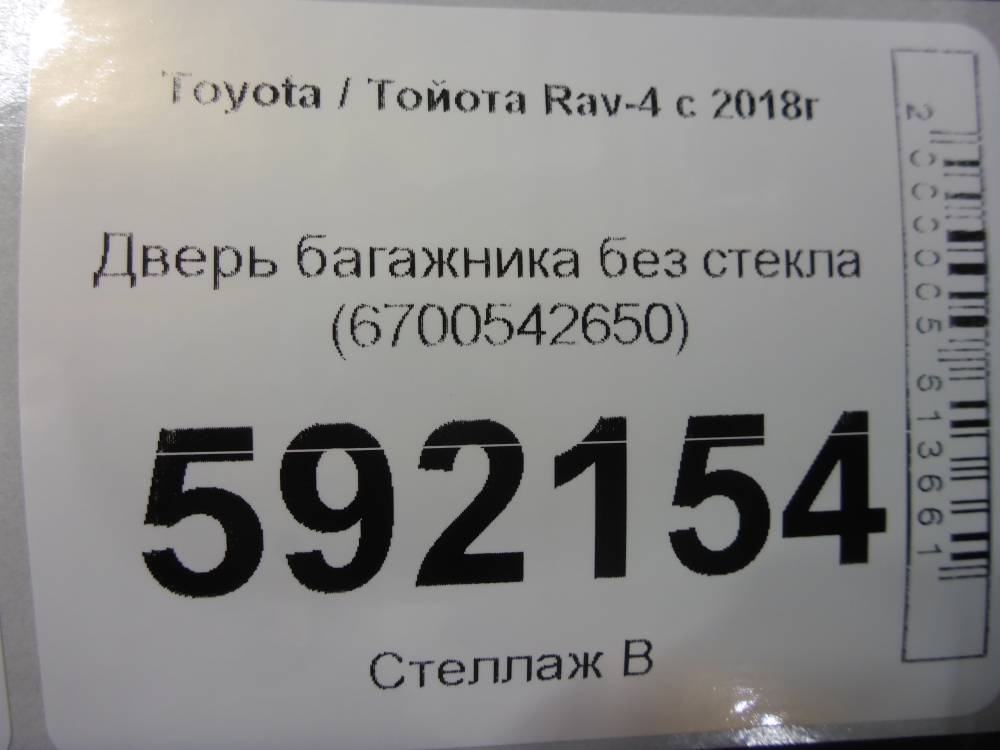 Toyota / Тойота Rav-4 с 2018г
Дверь багажника без стекла
(6700542650)
592154
Стеллаж В
2000005613661